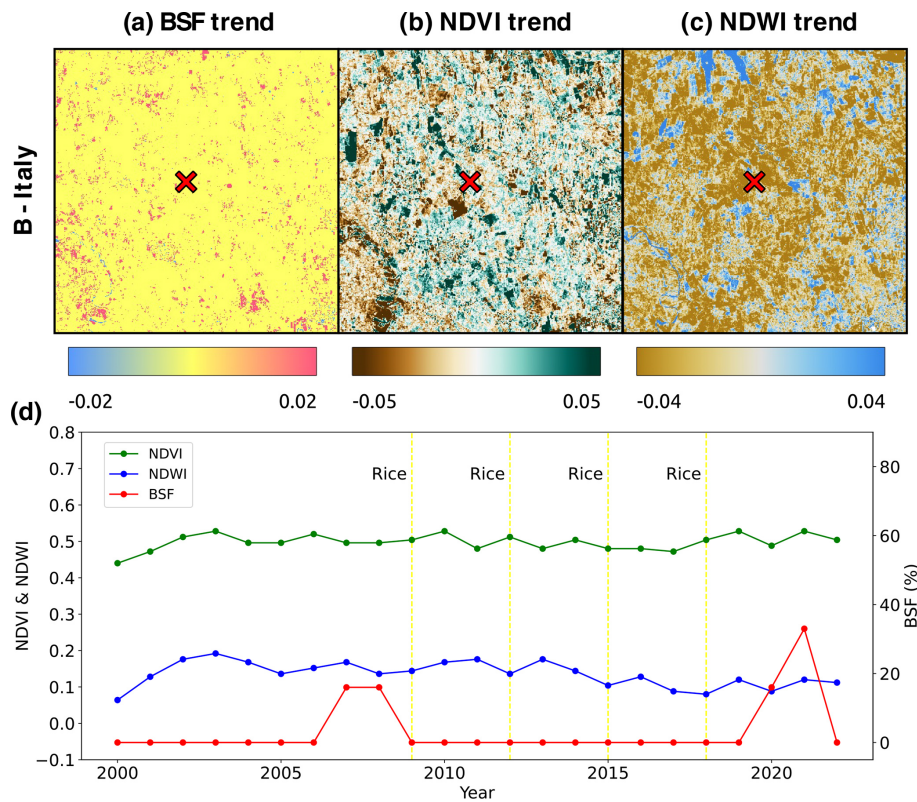 (a) BSF trend (b) NDVI trend (c) NDWI trend
B - Italy
-0.02 0.02 -0.05 0.05 -0.04 0.04
(d)
0.8
0.7
0.6
0.5
0.4
0.3
0.2
0.1
0.0
−0.1
NDVI & NDWI
NDVI
NDWI
BSF
Rice Rice Rice Rice
80
60
40
20
0
BSF (%)
2000 2005 2010 2015 2020
Year